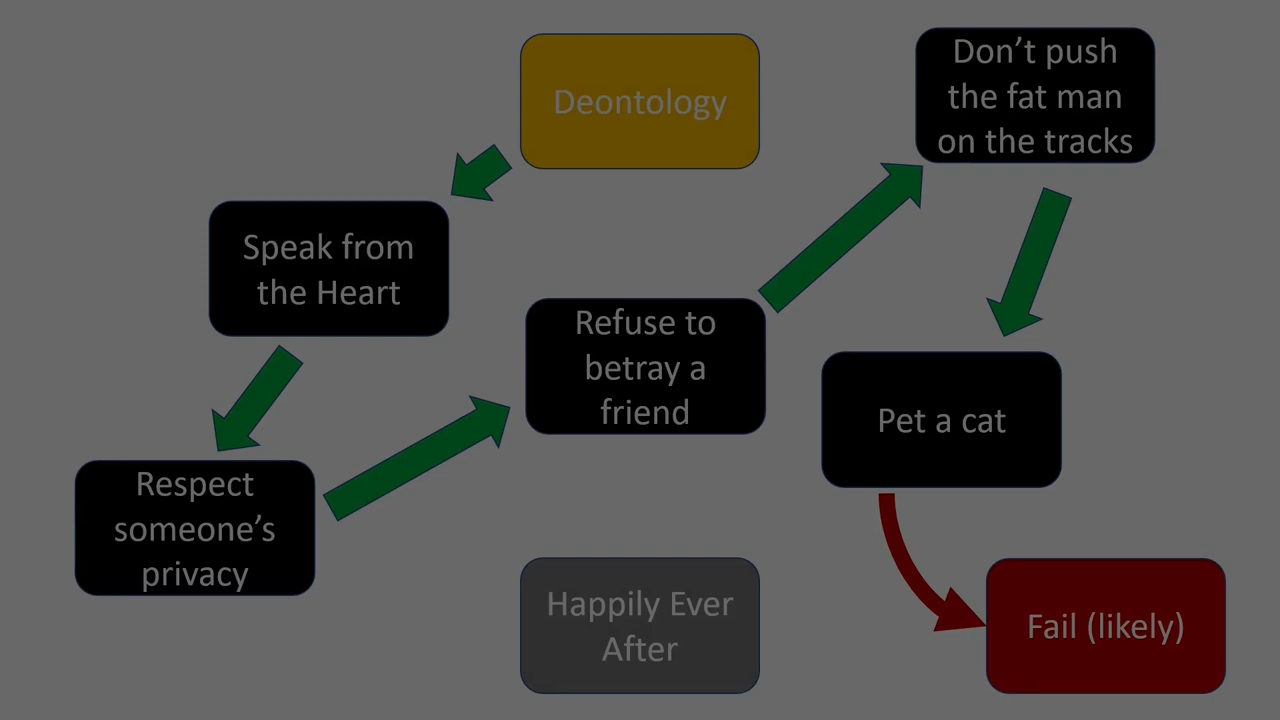 Deontology
Don’t push
the fat man
on the tracks
Speak from
the Heart
Refuse to
betray a
friend
Pet a cat
Respect
someone’s
privacy
Happily Ever
After
Fail (likely)